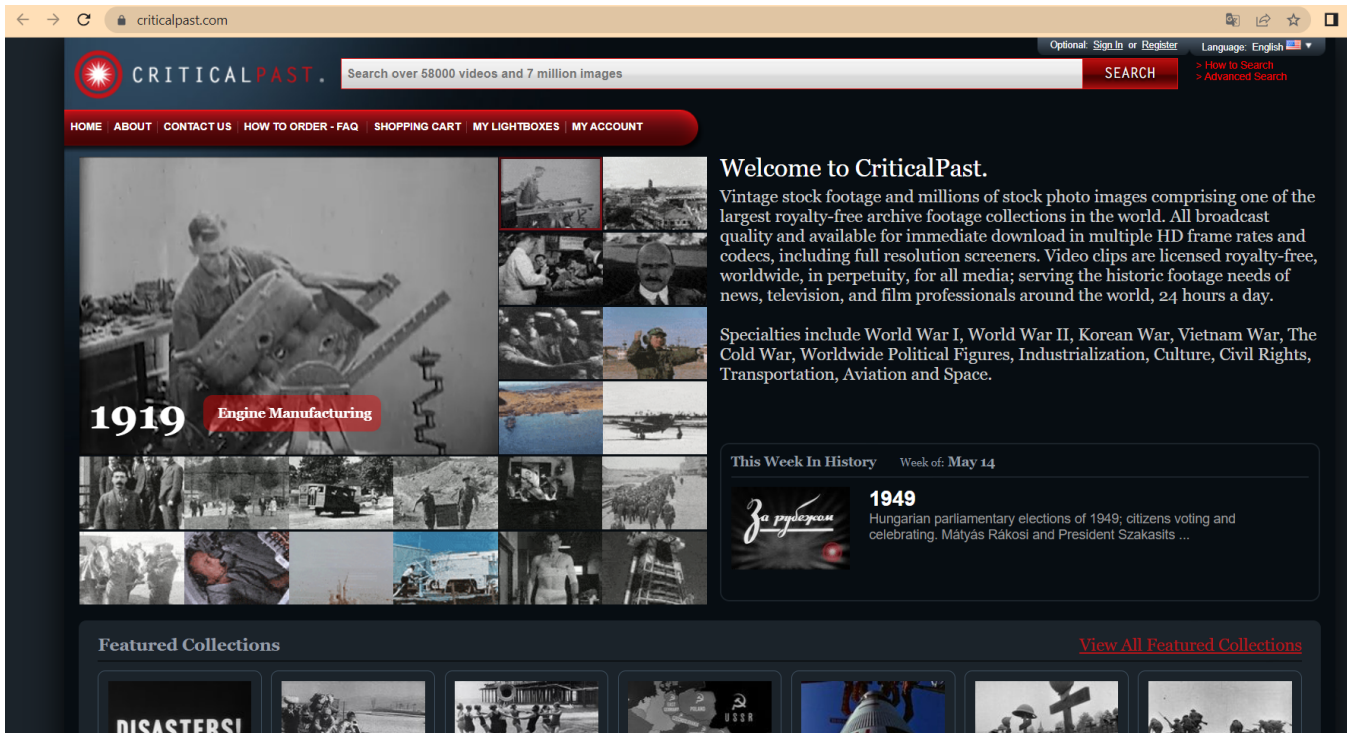 criticalpast.com
Optional: Sign In or Register
Language: English
CRITICALPAST.
Search over 58000 videos and 7 million images
SEARCH
> How to Search
> Advanced Search
HOME | ABOUT | CONTACT US | HOW TO ORDER - FAQ | SHOPPING CART | MY LIGHTBOXES | MY ACCOUNT
1919
Engine Manufacturing
Welcome to CriticalPast.
Vintage stock footage and millions of stock photo images comprising one of the
largest royalty-free archive footage collections in the world. All broadcast
quality and available for immediate download in multiple HD frame rates and
codecs, including full resolution screeners. Video clips are licensed royalty-free,
worldwide, in perpetuity, for all media; serving the historic footage needs of
news, television, and film professionals around the world, 24 hours a day.
Specialties include World War I, World War II, Korean War, Vietnam War, The
Cold War, Worldwide Political Figures, Industrialization, Culture, Civil Rights,
Transportation, Aviation and Space.
This Week In History
Week of: May 14
За рубежом
1949
Hungarian parliamentary elections of 1949; citizens voting and
celebrating. Mátyás Rákosi and President Szakasits ...
Featured Collections
View All Featured Collections
DISASTERS!
POLAND
USSR